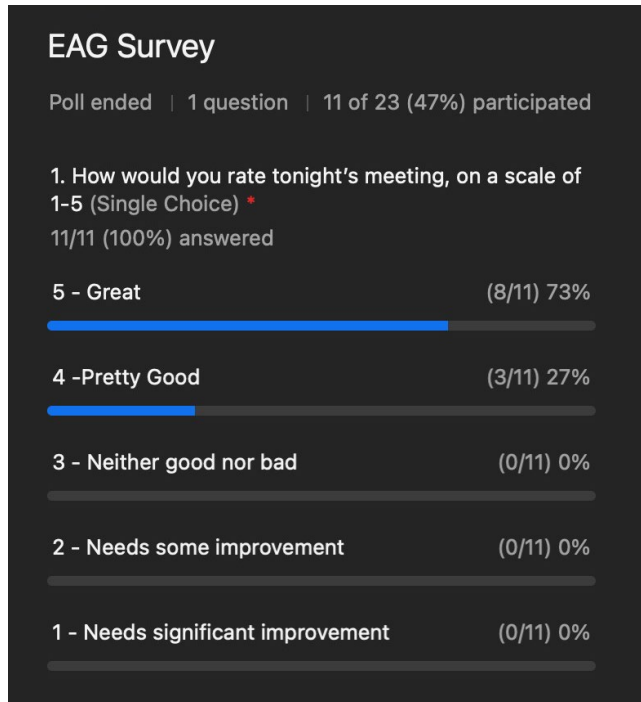 EAG Survey
Poll ended | 1 question | 11 of 23 (47%) participated
1. How would you rate tonight's meeting, on a scale of
1-5 (Single Choice) *
11/11 (100%) answered
5 - Great (8/11) 73%
4 -Pretty Good (3/11) 27%
3 - Neither good nor bad (0/11) 0%
2 - Needs some improvement (0/11) 0%
1 - Needs significant improvement (0/11) 0%